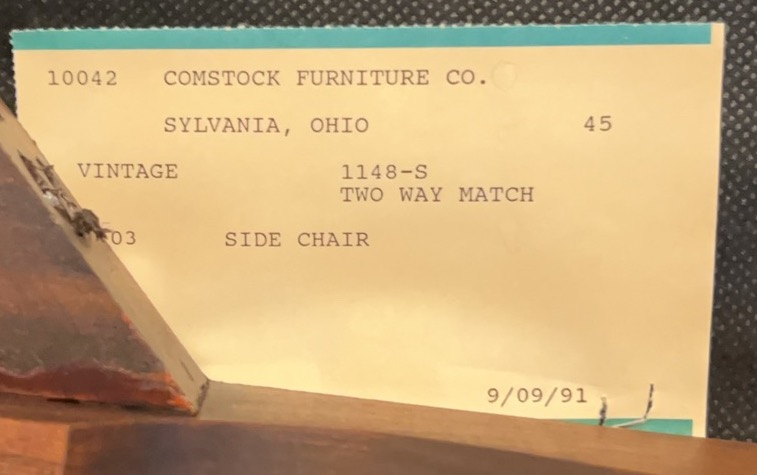 10042 COMSTOCK FURNITURE CO.
SYLVANIA, OHIO 45
VINTAGE 1148-S
TWO WAY MATCH
03 SIDE CHAIR
9/09/91